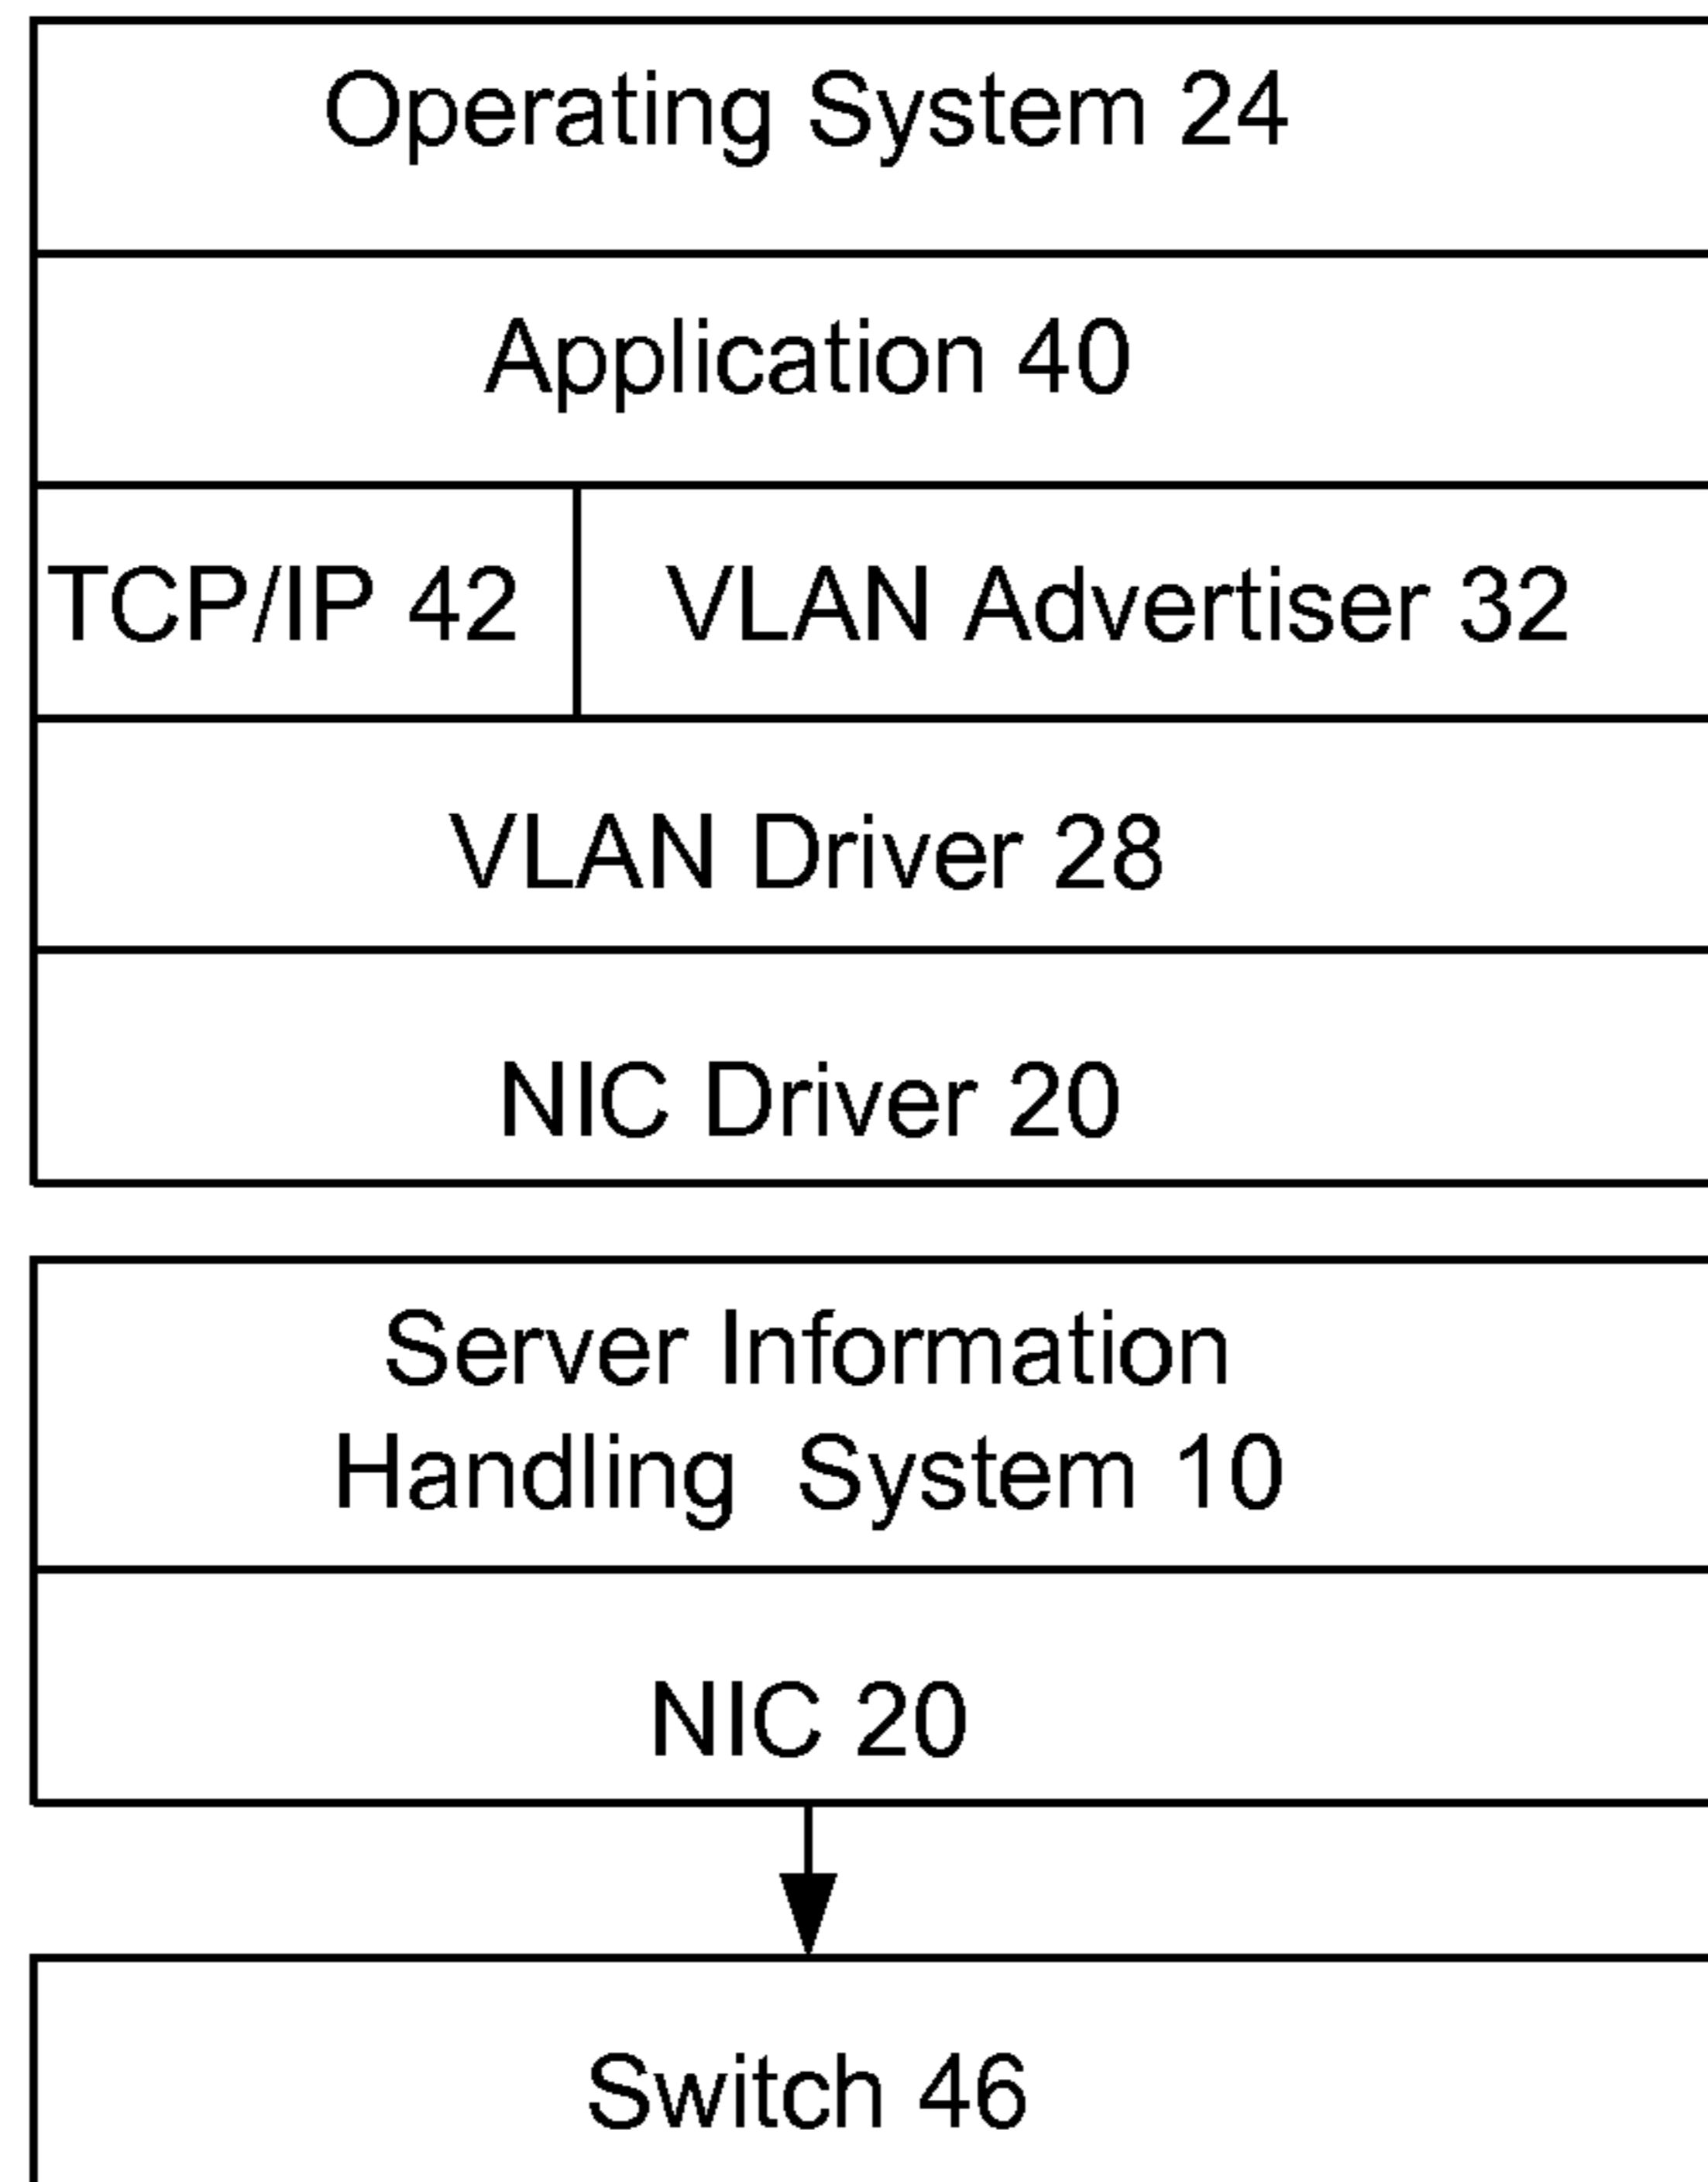 Operating System 24
Application 40
TCP/IP 42 VLAN Advertiser 32
VLAN Driver 28
NIC Driver 20
Server Information
Handling System 10
NIC 20
Switch 46